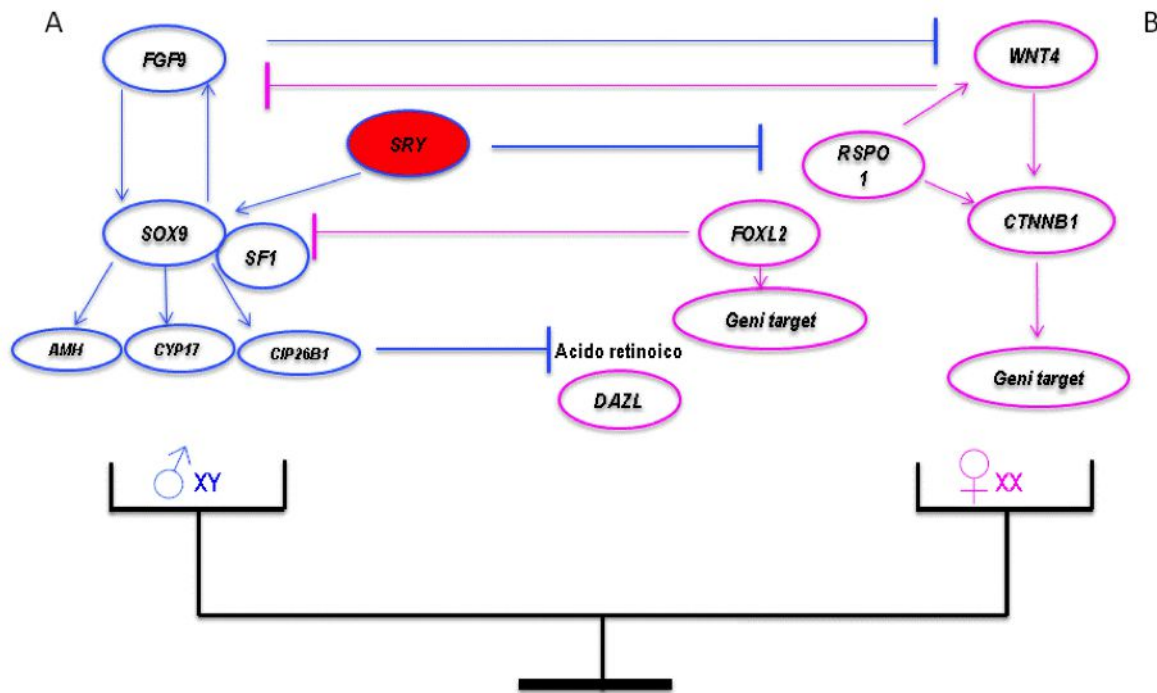 A
B
FGF9
WNT4
SRY
RSPO
1
SOX9
SF1
FOXL2
CTNNB1
Geni target
AMH
CYP17
CIP26B1
Acido retinoico
DAZL
Geni target
XY
XX